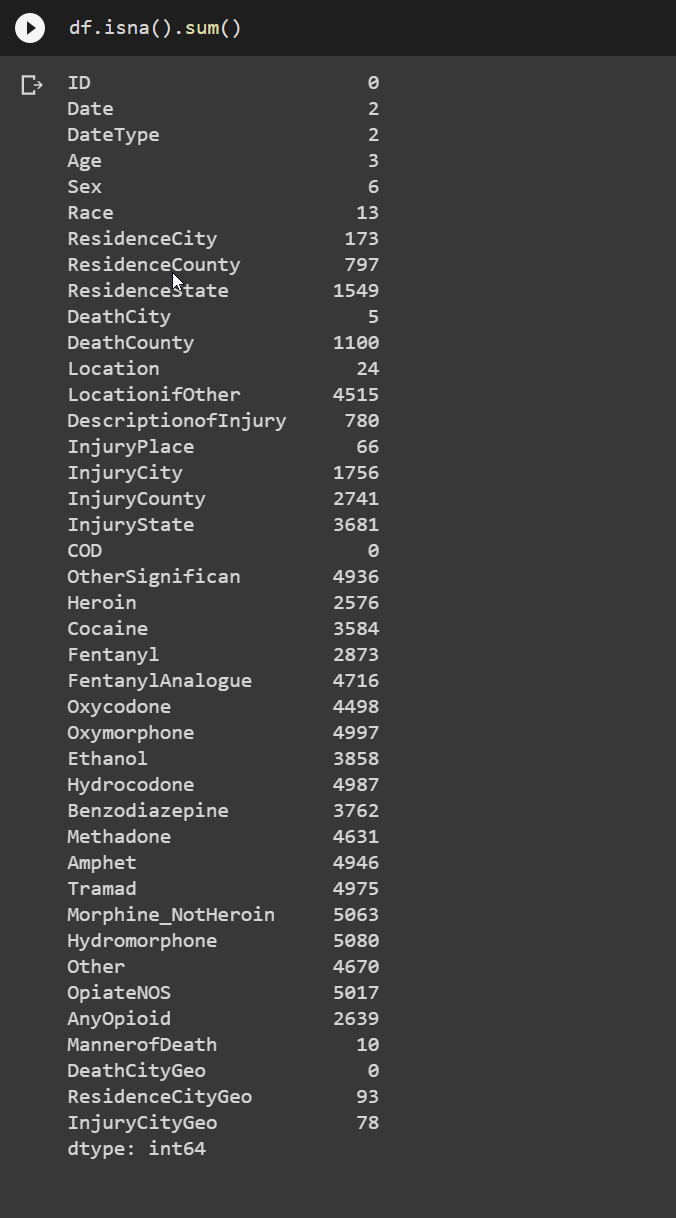 df.isna().sum()
ID 0
Date 2
DateType 2
Age 3
Sex 6
Race 13
ResidenceCity 173
ResidenceCounty 797
ResidenceState 1549
DeathCity 5
DeathCounty 1100
Location 24
LocationifOther 4515
DescriptionofInjury 780
InjuryPlace 66
InjuryCity 1756
InjuryCounty 2741
InjuryState 3681
COD 0
OtherSignifican 4936
Heroin 2576
Cocaine 3584
Fentanyl 2873
FentanylAnalogue 4716
Oxycodone 4498
Oxymorphone 4997
Ethanol 3858
Hydrocodone 4987
Benzodiazepine 3762
Methadone 4631
Amphet 4946
Tramad 4975
Morphine_NotHeroin 5063
Hydromorphone 5080
Other 4670
OpiateNOS 5017
AnyOpioid 2639
MannerofDeath 10
DeathCityGeo 0
ResidenceCityGeo 93
InjuryCityGeo 78
dtype: int64